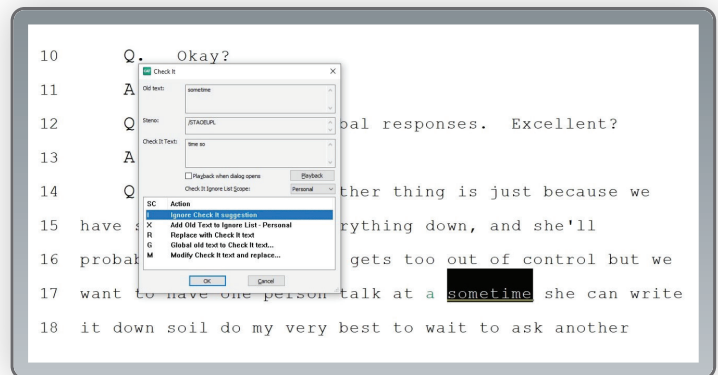 10 Q. Okay?
Check It
11 A
Old text: sometime
12 Q bal responses. Excellent?
Steno: /STAOEUPL
Check It Text: time so
13 A
Playback when dialog opens Playback
Check It Ignore List Scope: Personal
14 Q ther thing is just because we
SC Action
I Ignore Check It suggestion
15 have s rything down, and she'll
X Add Old Text to Ignore List - Personal
R Replace with Check It text
G Global old text to Check It text...
M Modify Check It text and replace...
16 probab gets too out of control but we
OK Cancel
17 want to have one person talk at a sometime she can write
18 it down soil do my very best to wait to ask another